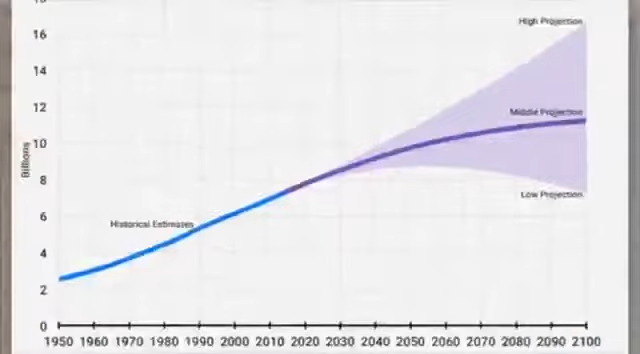 16
High Projection
14
12
Middle Projection
10
Billions
8
Low Projection
6
Historical Estimates
4
2
0
1950 1960 1970 1980 1990 2000 2010 2020 2030 2040 2050 2060 2070 2080 2090 2100